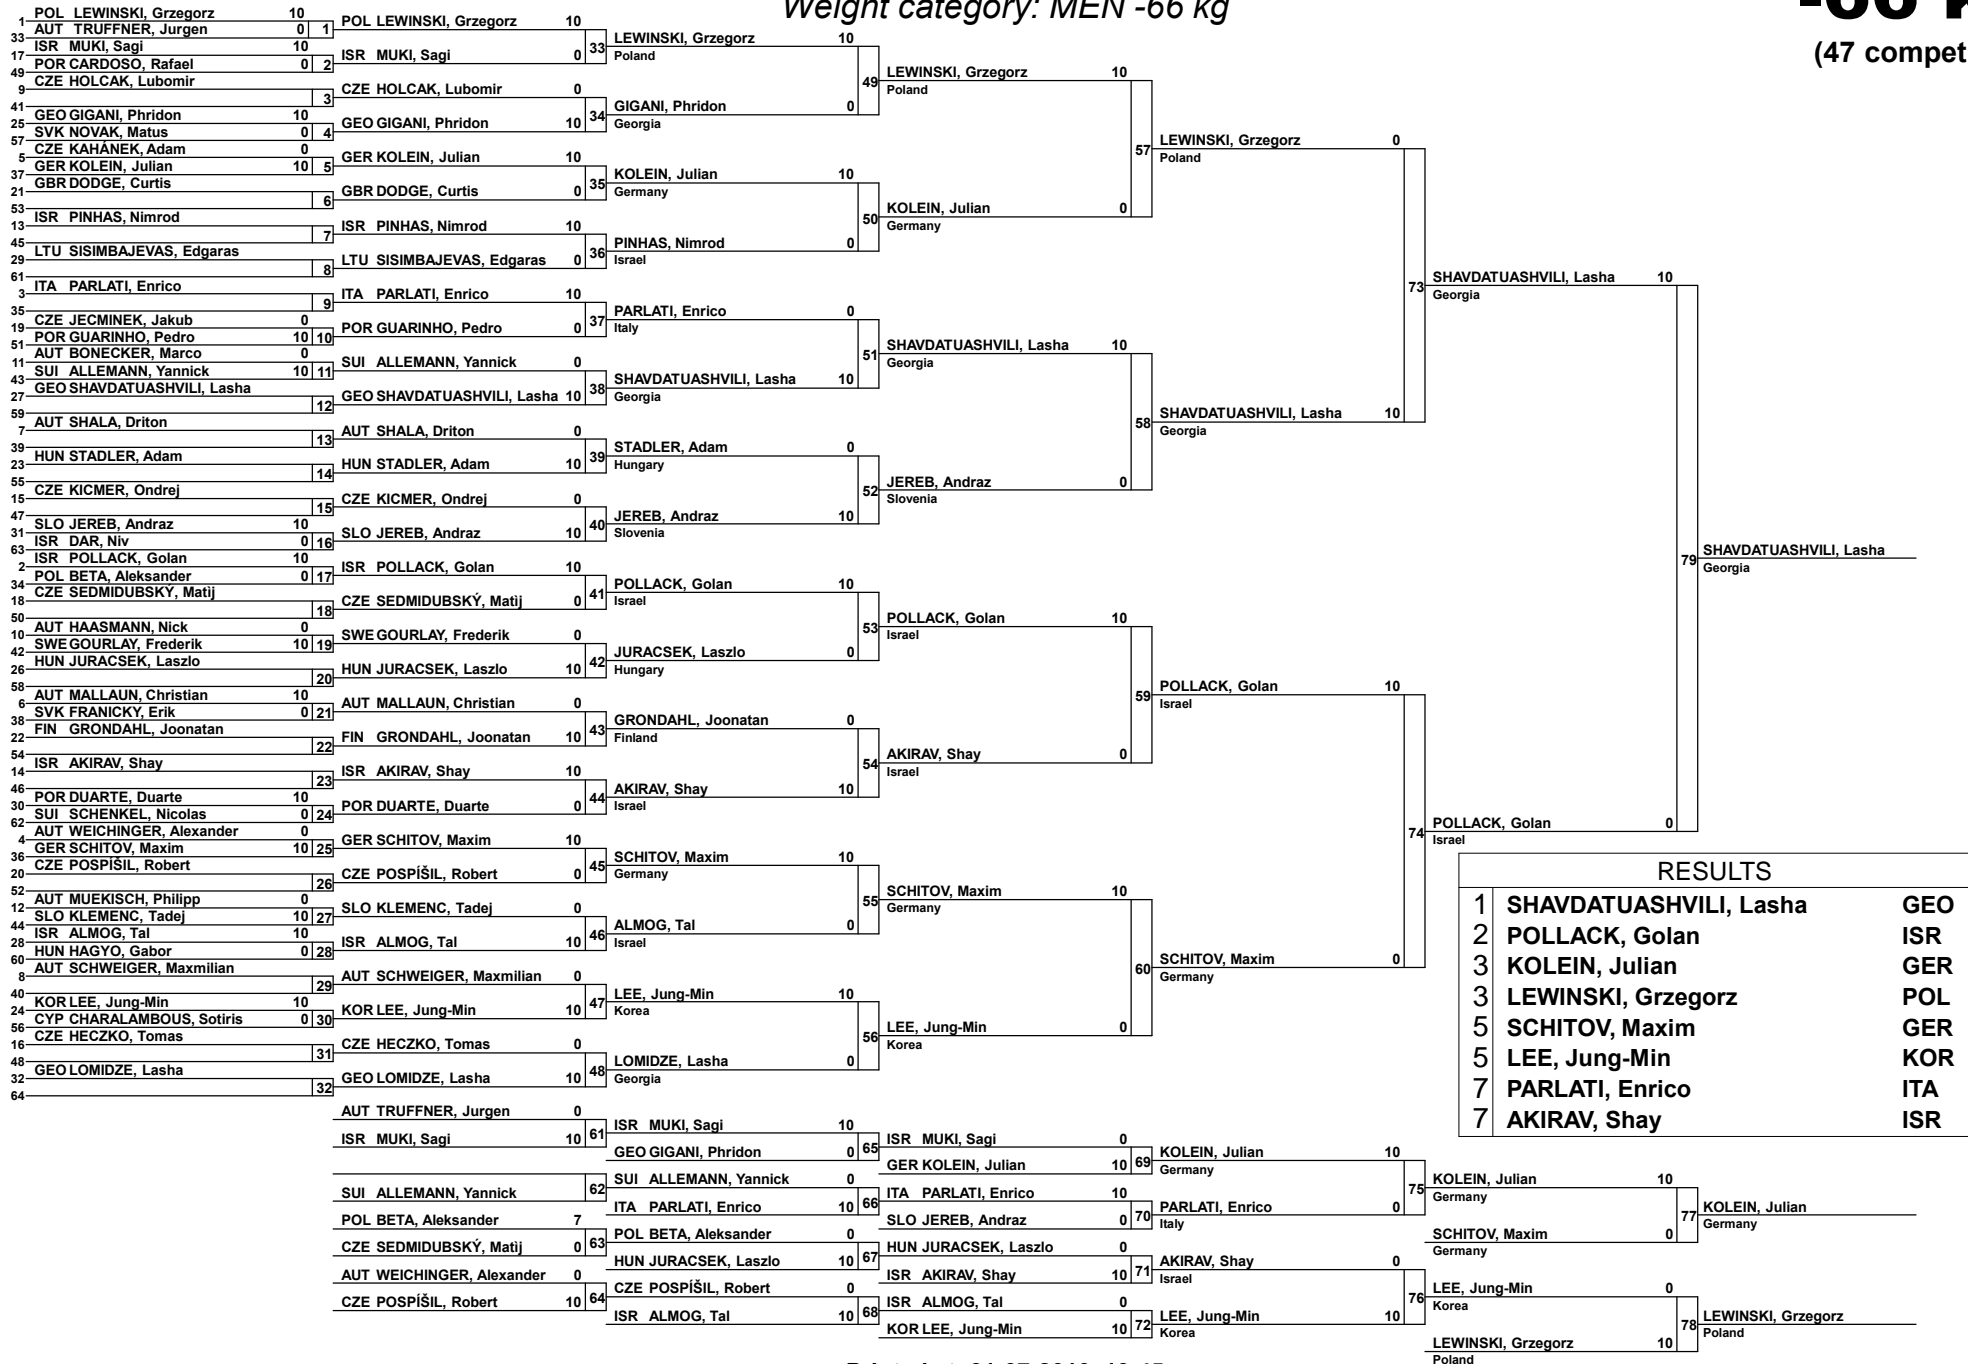 Weight category: MEN -66 kg
(47 compet
1 POL LEWINSKI, Grzegorz 10
33 AUT TRUFFNER, Jurgen 0 1
17 ISR MUKI, Sagi 10
49 POR CARDOSO, Rafael 0 2
9 CZE HOLCAK, Lubomir
41 3
25 GEO GIGANI, Phridon 10
57 SVK NOVAK, Matus 0 4
5 CZE KAHÁNEK, Adam 0
37 GER KOLEIN, Julian 10 5
21 GBR DODGE, Curtis
53 6
13 ISR PINHAS, Nimrod
45 7
29 LTU SISIMBAJEVAS, Edgaras
61 8
3 ITA PARLATI, Enrico
35 9
19 CZE JECMINEK, Jakub 0
51 POR GUARINHO, Pedro 10 10
11 AUT BONECKER, Marco 0
43 SUI ALLEMANN, Yannick 10 11
27 GEO SHAVDATUASHVILI, Lasha
59 12
7 AUT SHALA, Driton
39 13
23 HUN STADLER, Adam
55 14
15 CZE KICMER, Ondrej
47 15
31 SLO JEREB, Andraz 10
63 ISR DAR, Niv 0 16
2 ISR POLLACK, Golan 10
34 POL BETA, Aleksander 0 17
18 CZE SEDMIDUBSKÝ, Matìj
50 18
10 AUT HAASMANN, Nick 0
42 SWE GOURLAY, Frederik 10 19
26 HUN JURACSEK, Laszlo
58 20
6 AUT MALLAUN, Christian 10
38 SVK FRANICKY, Erik 0 21
22 FIN GRONDAHL, Joonatan
54 22
14 ISR AKIRAV, Shay
46 23
30 POR DUARTE, Duarte 10
62 SUI SCHENKEL, Nicolas 0 24
4 AUT WEICHINGER, Alexander 0
36 GER SCHITOV, Maxim 10 25
20 CZE POSPÍŠIL, Robert
52 26
12 AUT MUEKISCH, Philipp 0
44 SLO KLEMENC, Tadej 10 27
28 ISR ALMOG, Tal 10
60 HUN HAGYO, Gabor 0 28
8 AUT SCHWEIGER, Maxmilian
40 29
24 KOR LEE, Jung-Min 10
56 CYP CHARALAMBOUS, Sotiris 0 30
16 CZE HECZKO, Tomas
48 31
32 GEO LOMIDZE, Lasha
64 32
POL LEWINSKI, Grzegorz 10
ISR MUKI, Sagi 0 33
CZE HOLCAK, Lubomir 0
GEO GIGANI, Phridon 10 34
GER KOLEIN, Julian 10
GBR DODGE, Curtis 0 35
ISR PINHAS, Nimrod 10
LTU SISIMBAJEVAS, Edgaras 0 36
ITA PARLATI, Enrico 10
POR GUARINHO, Pedro 0 37
SUI ALLEMANN, Yannick 0
GEO SHAVDATUASHVILI, Lasha 10 38
AUT SHALA, Driton 0
HUN STADLER, Adam 10 39
CZE KICMER, Ondrej 0
SLO JEREB, Andraz 10 40
ISR POLLACK, Golan 10
CZE SEDMIDUBSKÝ, Matìj 0 41
SWE GOURLAY, Frederik 0
HUN JURACSEK, Laszlo 10 42
AUT MALLAUN, Christian 0
FIN GRONDAHL, Joonatan 10 43
ISR AKIRAV, Shay 10
POR DUARTE, Duarte 0 44
GER SCHITOV, Maxim 10
CZE POSPÍŠIL, Robert 0 45
SLO KLEMENC, Tadej 0
ISR ALMOG, Tal 10 46
AUT SCHWEIGER, Maxmilian 0
KOR LEE, Jung-Min 10 47
CZE HECZKO, Tomas 0
GEO LOMIDZE, Lasha 10 48
LEWINSKI, Grzegorz 10
Poland
GIGANI, Phridon 0 49
Georgia
KOLEIN, Julian 10
Germany
PINHAS, Nimrod 0 50
Israel
PARLATI, Enrico 0
Italy
SHAVDATUASHVILI, Lasha 10 51
Georgia
STADLER, Adam 0
Hungary
JEREB, Andraz 10 52
Slovenia
POLLACK, Golan 10
Israel
JURACSEK, Laszlo 0 53
Hungary
GRONDAHL, Joonatan 0
Finland
AKIRAV, Shay 10 54
Israel
SCHITOV, Maxim 10
Germany
ALMOG, Tal 0 55
Israel
LEE, Jung-Min 10
Korea
LOMIDZE, Lasha 0 56
Georgia
LEWINSKI, Grzegorz 10
Poland
KOLEIN, Julian 0 57
Germany
SHAVDATUASHVILI, Lasha 10
Georgia
JEREB, Andraz 0 58
Slovenia
POLLACK, Golan 10
Israel
AKIRAV, Shay 0 59
Israel
SCHITOV, Maxim 10
Germany
LEE, Jung-Min 0 60
Korea
LEWINSKI, Grzegorz 0
Poland
SHAVDATUASHVILI, Lasha 10 73
Georgia
POLLACK, Golan 10
Israel
SCHITOV, Maxim 0 74
Germany
SHAVDATUASHVILI, Lasha 10
Georgia
POLLACK, Golan 0 79
Israel
SHAVDATUASHVILI, Lasha
Georgia
RESULTS
1 SHAVDATUASHVILI, Lasha GEO
2 POLLACK, Golan ISR
3 KOLEIN, Julian GER
3 LEWINSKI, Grzegorz POL
5 SCHITOV, Maxim GER
5 LEE, Jung-Min KOR
7 PARLATI, Enrico ITA
7 AKIRAV, Shay ISR
AUT TRUFFNER, Jurgen 0
ISR MUKI, Sagi 10 61
SUI ALLEMANN, Yannick 62
POL BETA, Aleksander 7
CZE SEDMIDUBSKÝ, Matìj 0 63
AUT WEICHINGER, Alexander 0
CZE POSPÍŠIL, Robert 10 64
ISR MUKI, Sagi 10
GEO GIGANI, Phridon 0 65
SUI ALLEMANN, Yannick 0
ITA PARLATI, Enrico 10 66
POL BETA, Aleksander 0
HUN JURACSEK, Laszlo 10 67
CZE POSPÍŠIL, Robert 0
ISR ALMOG, Tal 10 68
ISR MUKI, Sagi 0
GER KOLEIN, Julian 10 69
ITA PARLATI, Enrico 10
SLO JEREB, Andraz 0 70
HUN JURACSEK, Laszlo 0
ISR AKIRAV, Shay 10 71
ISR ALMOG, Tal 0
KOR LEE, Jung-Min 10 72
KOLEIN, Julian 10
Germany
PARLATI, Enrico 0 75
Italy
AKIRAV, Shay 0
Israel
LEE, Jung-Min 10 76
Korea
KOLEIN, Julian 10
Germany
SCHITOV, Maxim 0 77
Germany
LEE, Jung-Min 0
Korea
LEWINSKI, Grzegorz 10 78
Poland
KOLEIN, Julian
Germany
LEWINSKI, Grzegorz
Poland